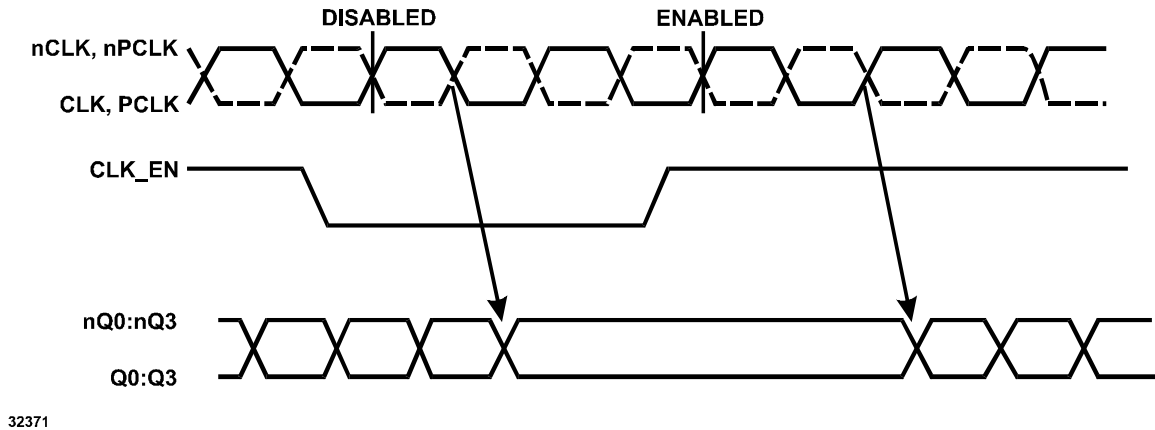 DISABLED
ENABLED
nCLK, nPCLK
CLK, PCLK
CLK_EN
nQ0:nQ3
Q0:Q3
32371